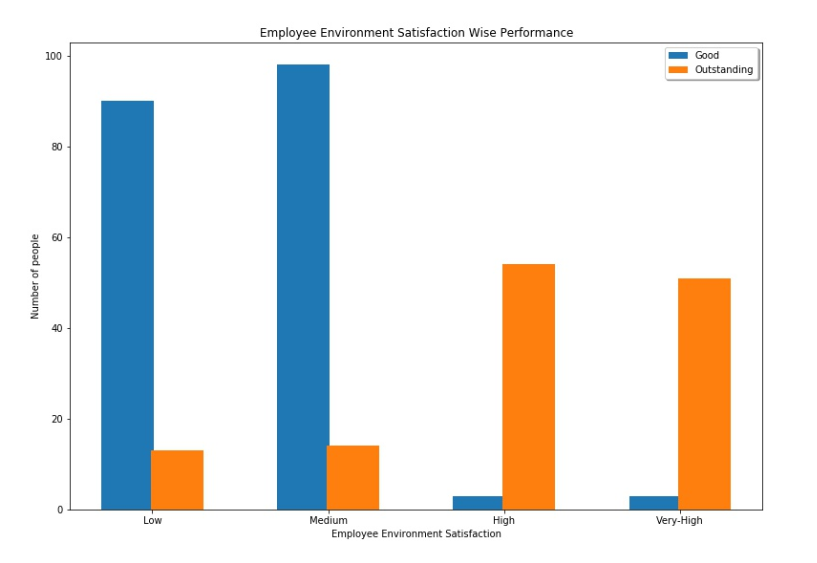 Employee Environment Satisfaction Wise Performance
Good
Outstanding
100
80
60
40
20
0
Number of people
Low Medium High Very-High
Employee Environment Satisfaction